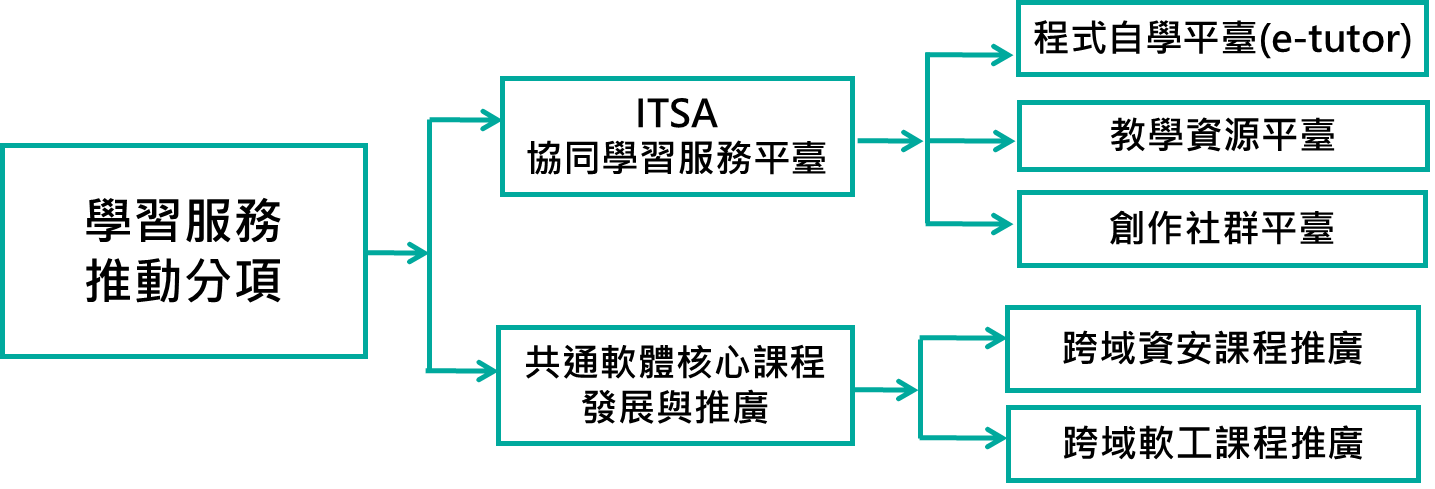 學習服務
推動分項
ITSA
協同學習服務平臺
程式自學平臺(e-tutor)
教學資源平臺
創作社群平臺
共通軟體核心課程
發展與推廣
跨域資安課程推廣
跨域軟工課程推廣